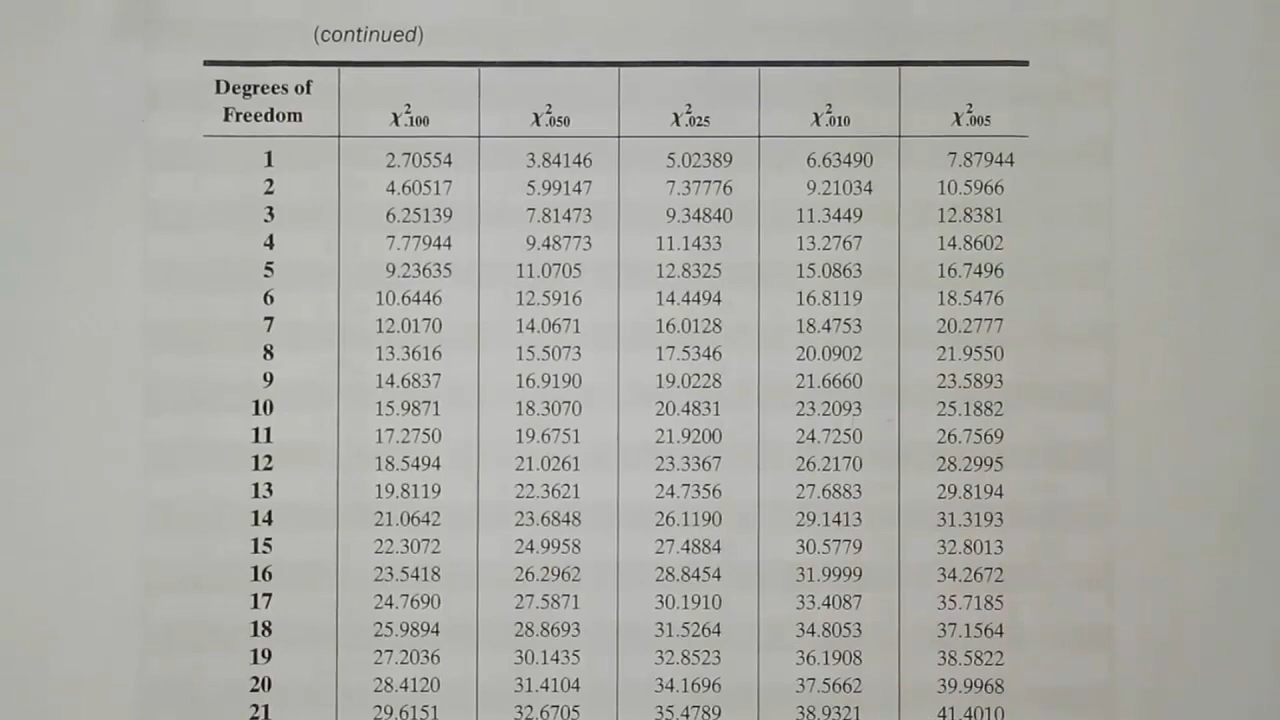 (continued)
Degrees of
Freedom χ².100 χ².050 χ².025 χ².010 χ².005
1 2.70554 3.84146 5.02389 6.63490 7.87944
2 4.60517 5.99147 7.37776 9.21034 10.5966
3 6.25139 7.81473 9.34840 11.3449 12.8381
4 7.77944 9.48773 11.1433 13.2767 14.8602
5 9.23635 11.0705 12.8325 15.0863 16.7496
6 10.6446 12.5916 14.4494 16.8119 18.5476
7 12.0170 14.0671 16.0128 18.4753 20.2777
8 13.3616 15.5073 17.5346 20.0902 21.9550
9 14.6837 16.9190 19.0228 21.6660 23.5893
10 15.9871 18.3070 20.4831 23.2093 25.1882
11 17.2750 19.6751 21.9200 24.7250 26.7569
12 18.5494 21.0261 23.3367 26.2170 28.2995
13 19.8119 22.3621 24.7356 27.6883 29.8194
14 21.0642 23.6848 26.1190 29.1413 31.3193
15 22.3072 24.9958 27.4884 30.5779 32.8013
16 23.5418 26.2962 28.8454 31.9999 34.2672
17 24.7690 27.5871 30.1910 33.4087 35.7185
18 25.9894 28.8693 31.5264 34.8053 37.1564
19 27.2036 30.1435 32.8523 36.1908 38.5822
20 28.4120 31.4104 34.1696 37.5662 39.9968
21 29.6151 32.6705 35.4789 38.9321 41.4010